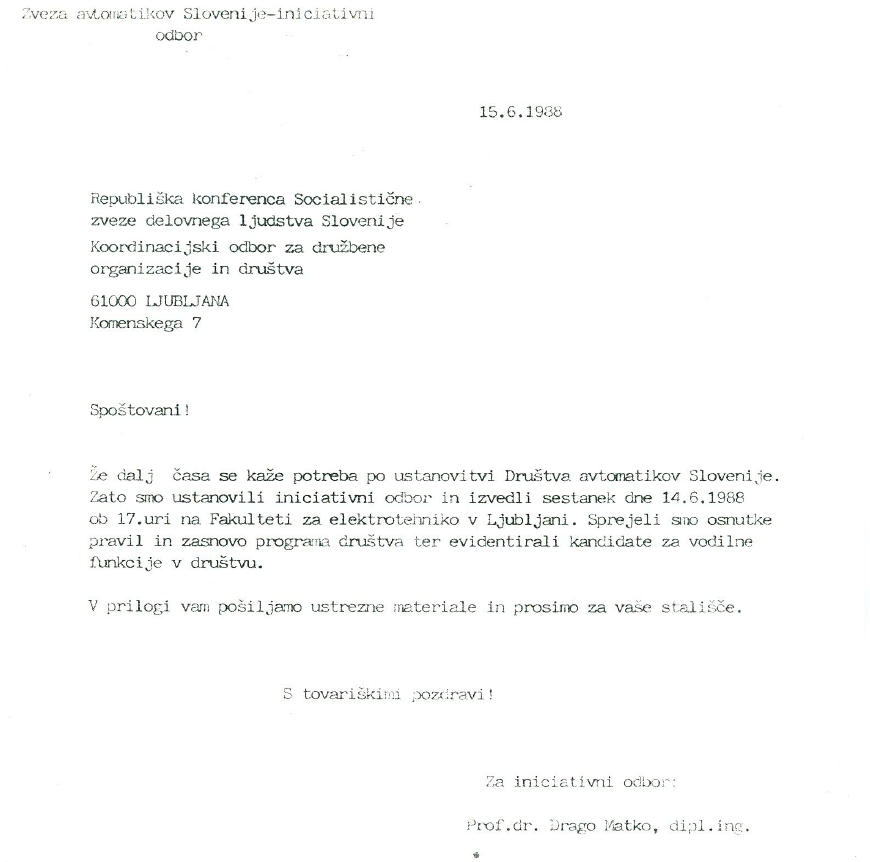 Zveza avtomatikov Slovenije-iniciativni
odbor
15.6.1988
Republiška konferenca Socialistične
zveze delovnega ljudstva Slovenije
Koordinacijski odbor za družbene
organizacije in društva
61000 LJUBLJANA
Komenskega 7
Spoštovani!
Že dalj časa se kaže potreba po ustanovitvi Društva avtomatikov Slovenije.
Zato smo ustanovili iniciativni odbor in izvedli sestanek dne 14.6.1988
ob 17.uri na Fakulteti za elektrotehniko v Ljubljani. Sprejeli smo osnutke
pravil in zasnovo programa društva ter evidentirali kandidate za vodilne
funkcije v društvu.
V prilogi vam pošiljamo ustrezne materiale in prosimo za vaše stališče.
S tovariškimi pozdravi!
Za iniciativni odbor:
Prof.dr. Drago Matko, dipl.ing.